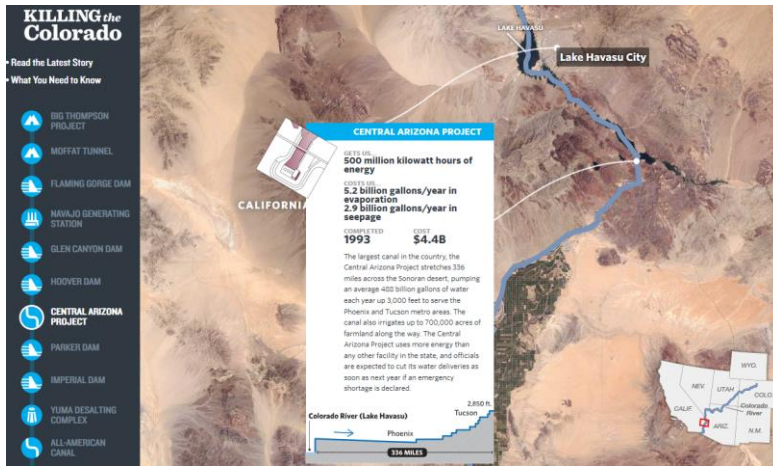 KILLING the
Colorado
• Read the Latest Story
• What You Need to Know
BIG THOMPSON
PROJECT
MOFFAT TUNNEL
FLAMING GORGE DAM
NAVAJO GENERATING
STATION
GLEN CANYON DAM
HOOVER DAM
CENTRAL ARIZONA
PROJECT
PARKER DAM
IMPERIAL DAM
YUMA DESALTING
COMPLEX
ALL-AMERICAN
CANAL
LAKE HAVASU
Lake Havasu City
CALIFORNIA
CENTRAL ARIZONA PROJECT
GETS US...
500 million kilowatt hours of
energy
COSTS US...
5.2 billion gallons/year in
evaporation
2.9 billion gallons/year in
seepage
COMPLETED
1993
COST
$4.4B
The largest canal in the country, the
Central Arizona Project stretches 336
miles across the Sonoran desert, pumping
an average 488 billion gallons of water
each year up 3,000 feet to serve the
Phoenix and Tucson metro areas. The
canal also irrigates up to 700,000 acres of
farmland along the way. The Central
Arizona Project uses more energy than
any other facility in the state, and officials
are expected to cut its water deliveries as
soon as next year if an emergency
shortage is declared.
2,850 ft.
Tucson
Colorado River (Lake Havasu)
Phoenix
336 MILES
WYO.
NEV.
UTAH
COLO.
Colorado
River
CALIF.
ARIZ.
N.M.